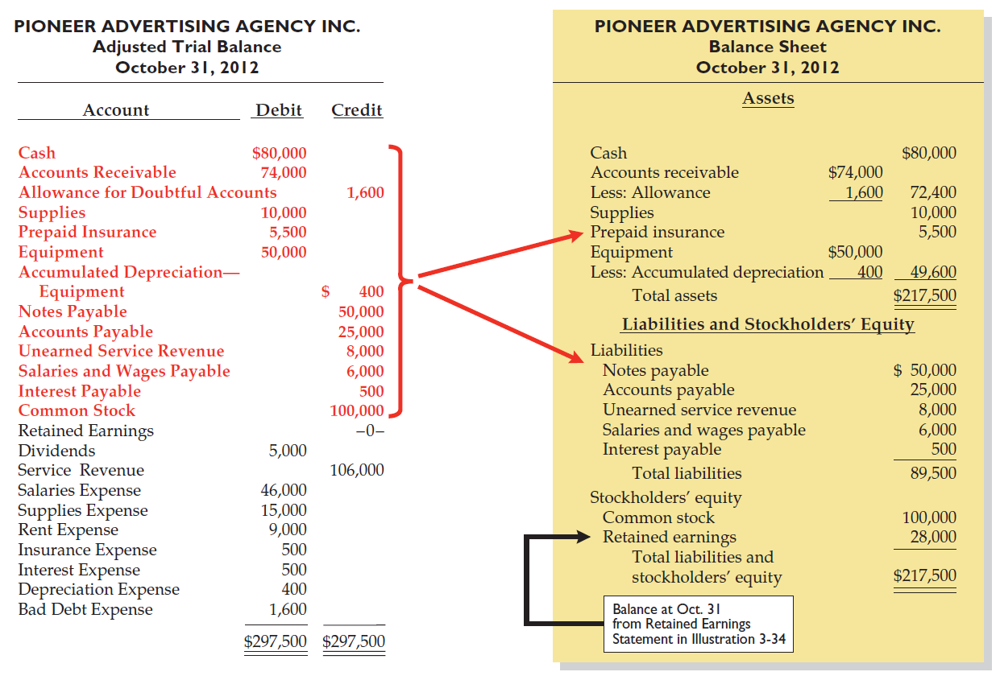 PIONEER ADVERTISING AGENCY INC.
Adjusted Trial Balance
October 31, 2012
Account Debit Credit
Cash $80,000
Accounts Receivable 74,000
Allowance for Doubtful Accounts 1,600
Supplies 10,000
Prepaid Insurance 5,500
Equipment 50,000
Accumulated Depreciation—
Equipment $ 400
Notes Payable 50,000
Accounts Payable 25,000
Unearned Service Revenue 8,000
Salaries and Wages Payable 6,000
Interest Payable 500
Common Stock 100,000
Retained Earnings –0–
Dividends 5,000
Service Revenue 106,000
Salaries Expense 46,000
Supplies Expense 15,000
Rent Expense 9,000
Insurance Expense 500
Interest Expense 500
Depreciation Expense 400
Bad Debt Expense 1,600
$297,500 $297,500
PIONEER ADVERTISING AGENCY INC.
Balance Sheet
October 31, 2012
Assets
Cash $80,000
Accounts receivable $74,000
Less: Allowance 1,600 72,400
Supplies 10,000
Prepaid insurance 5,500
Equipment $50,000
Less: Accumulated depreciation 400 49,600
Total assets $217,500
Liabilities and Stockholders’ Equity
Liabilities
Notes payable $ 50,000
Accounts payable 25,000
Unearned service revenue 8,000
Salaries and wages payable 6,000
Interest payable 500
Total liabilities 89,500
Stockholders’ equity
Common stock 100,000
Retained earnings 28,000
Total liabilities and
stockholders’ equity $217,500
Balance at Oct. 31
from Retained Earnings
Statement in Illustration 3-34